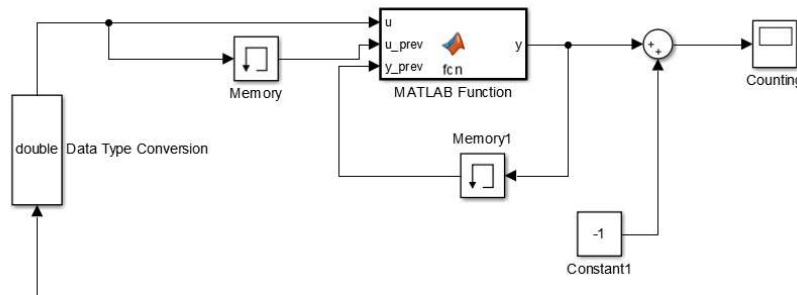 u
u_prev
y_prev
y
fcn
MATLAB Function
Memory
Counting
double
Data Type Conversion
Memory1
-1
Constant1